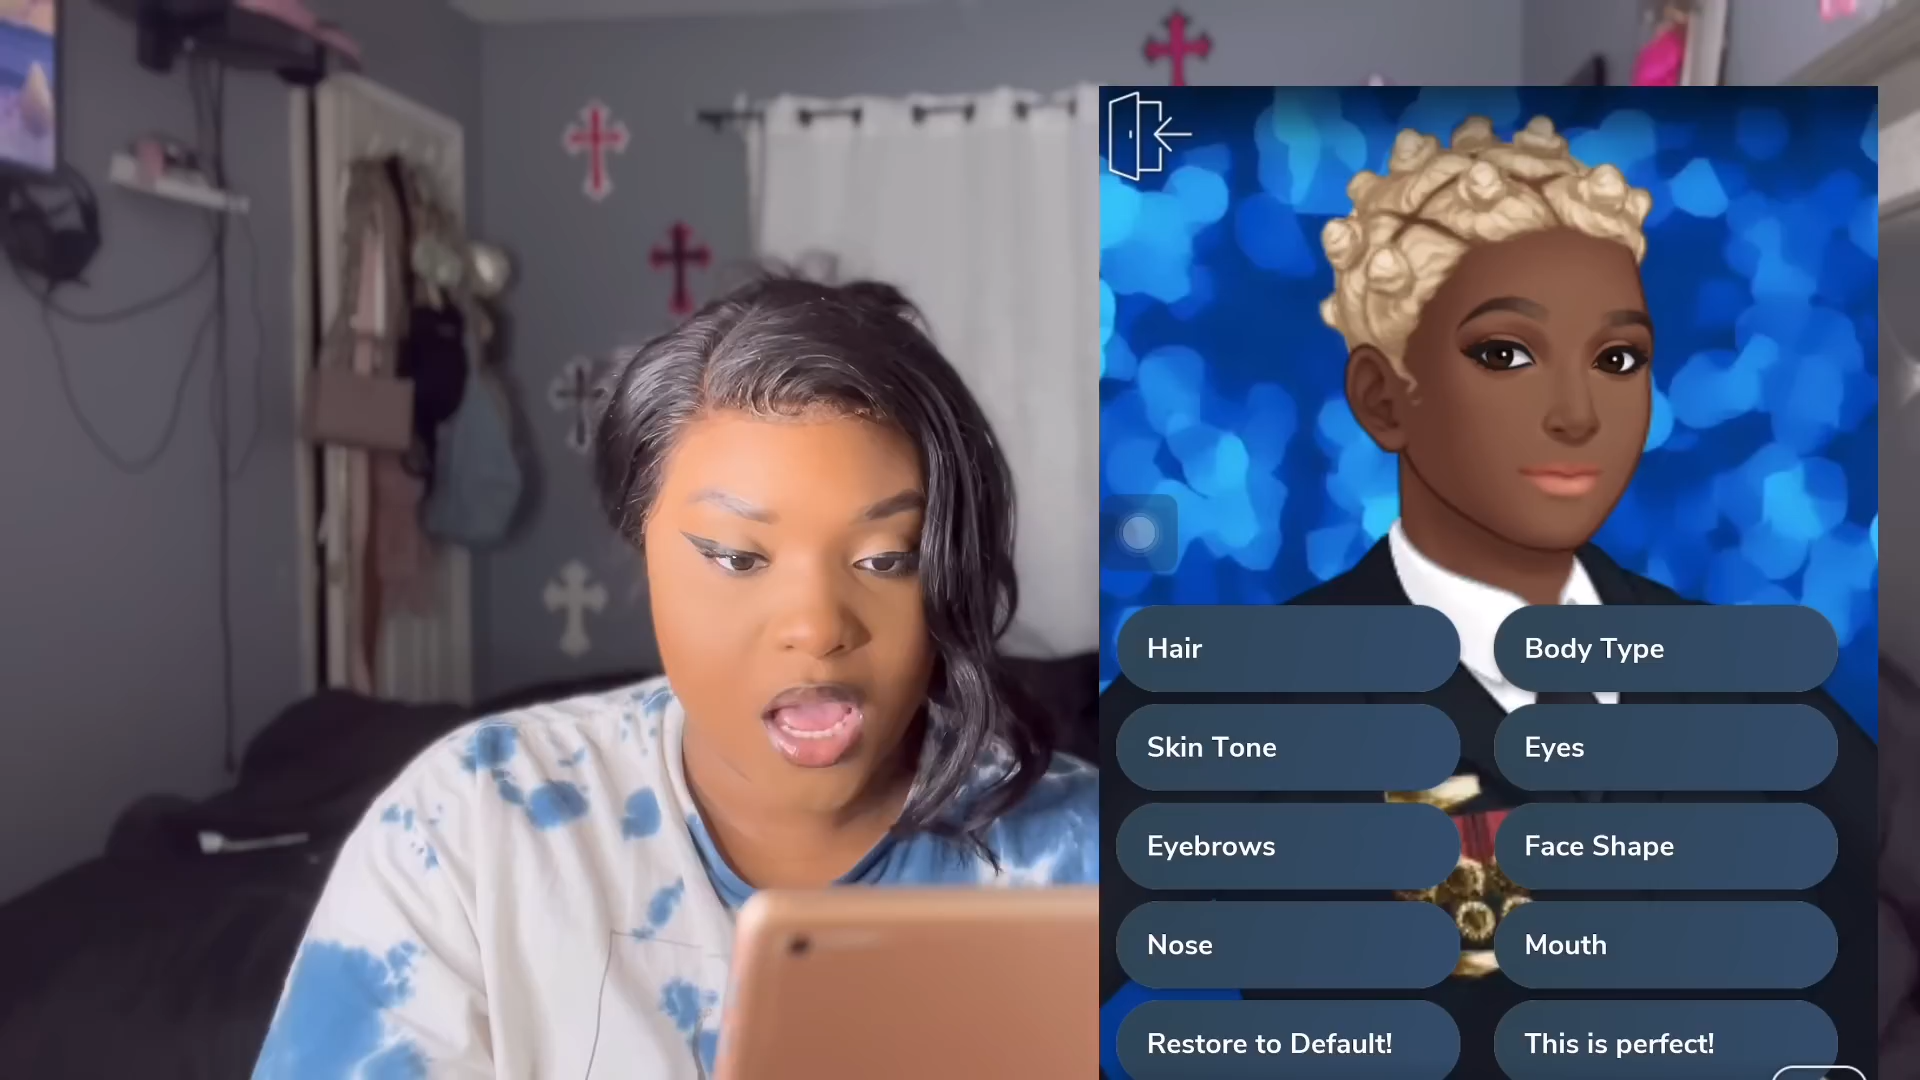 Hair
Body Type
Skin Tone
Eyes
Eyebrows
Face Shape
Nose
Mouth
Restore to Default!
This is perfect!